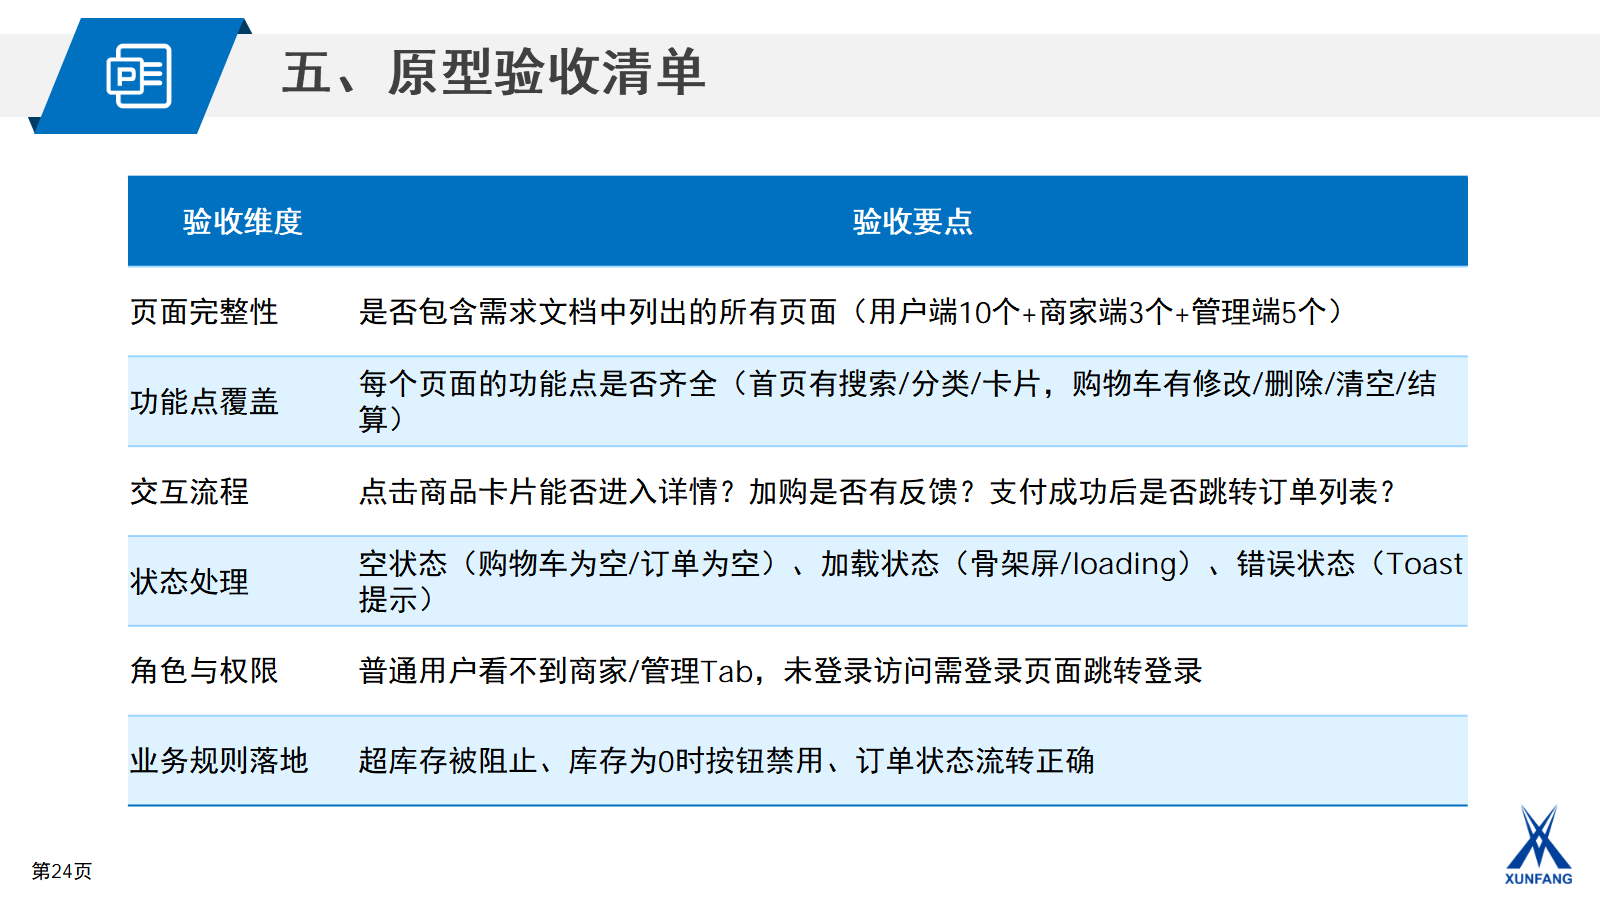 五、原型验收清单
验收维度 验收要点
页面完整性 是否包含需求文档中列出的所有页面（用户端10个+商家端3个+管理端5个）
功能点覆盖 每个页面的功能点是否齐全（首页有搜索/分类/卡片，购物车有修改/删除/清空/结
算）
交互流程 点击商品卡片能否进入详情？加购是否有反馈？支付成功后是否跳转订单列表？
状态处理 空状态（购物车为空/订单为空）、加载状态（骨架屏/loading）、错误状态（Toast
提示）
角色与权限 普通用户看不到商家/管理Tab，未登录访问需登录页面跳转登录
业务规则落地 超库存被阻止、库存为0时按钮禁用、订单状态流转正确
第24页
XUNFANG